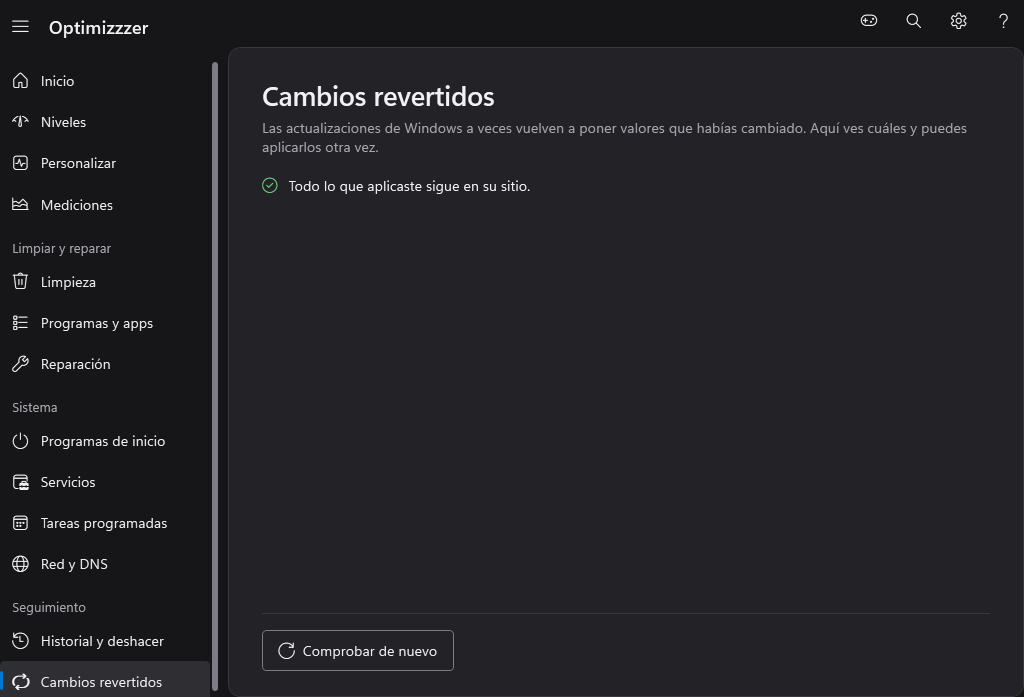 Optimizzzer
Inicio
Niveles
Personalizar
Mediciones
Limpiar y reparar
Limpieza
Programas y apps
Reparación
Sistema
Programas de inicio
Servicios
Tareas programadas
Red y DNS
Seguimiento
Historial y deshacer
Cambios revertidos
Cambios revertidos
Las actualizaciones de Windows a veces vuelven a poner valores que habías cambiado. Aquí ves cuáles y puedes
aplicarlos otra vez.
Todo lo que aplicaste sigue en su sitio.
Comprobar de nuevo